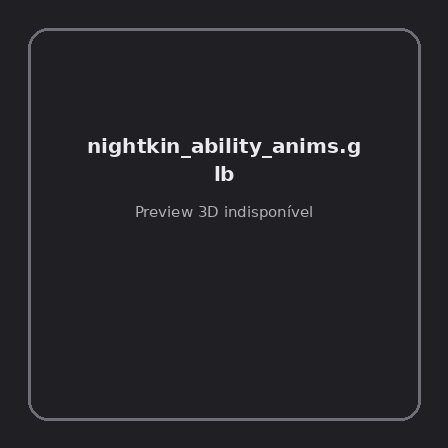 nightkin_ability_anims.g
lb
Preview 3D indisponível